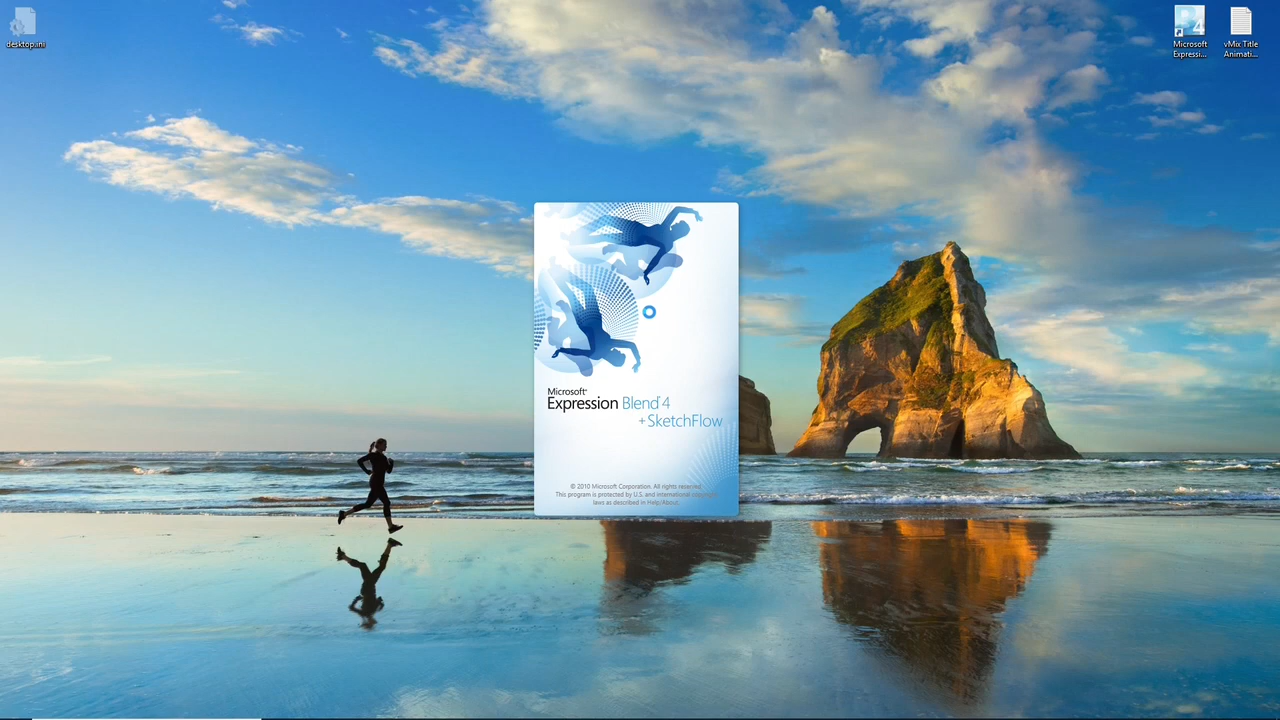 desktop.ini
Microsoft
Expressi...
vMix Title
Animati...
Microsoft®
Expression Blend® 4
+ SketchFlow
© 2010 Microsoft Corporation. All rights reserved.
This program is protected by U.S. and international copyright
laws as described in Help/About.